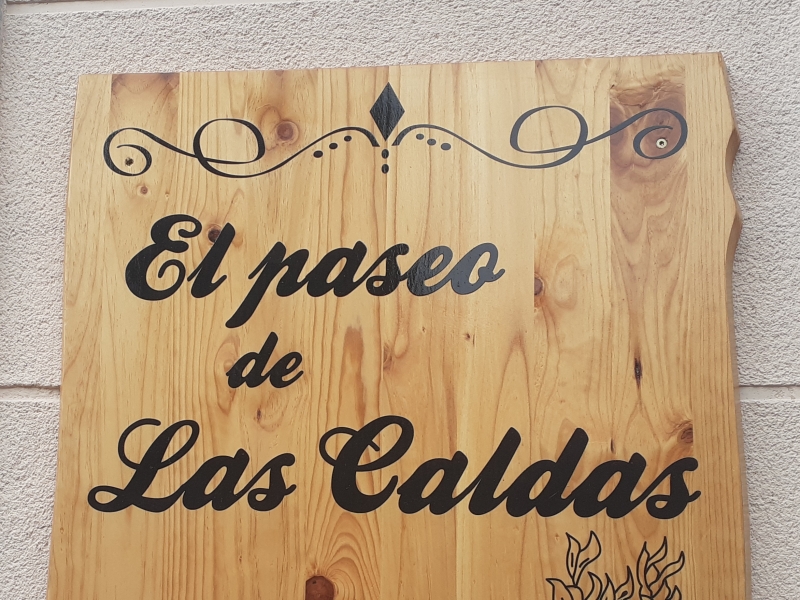 El paseo
de
Las Caldas